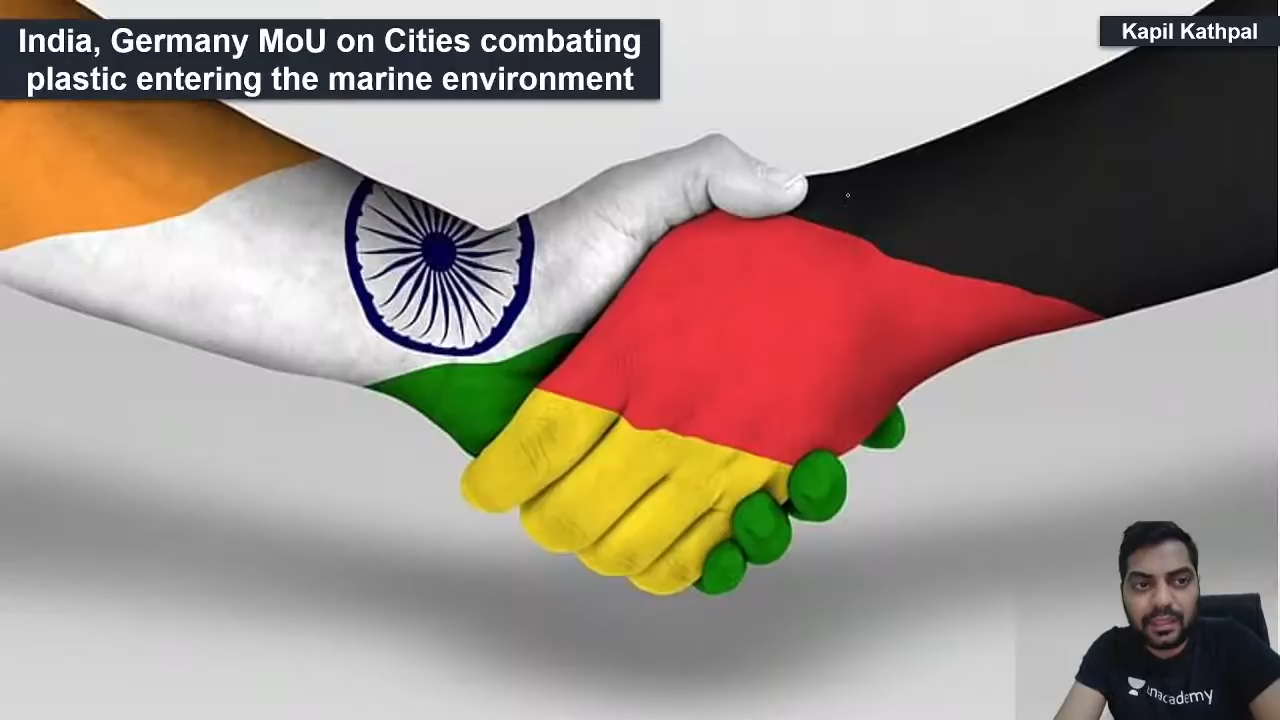 India, Germany MoU on Cities combating
plastic entering the marine environment
Kapil Kathpal
unacademy